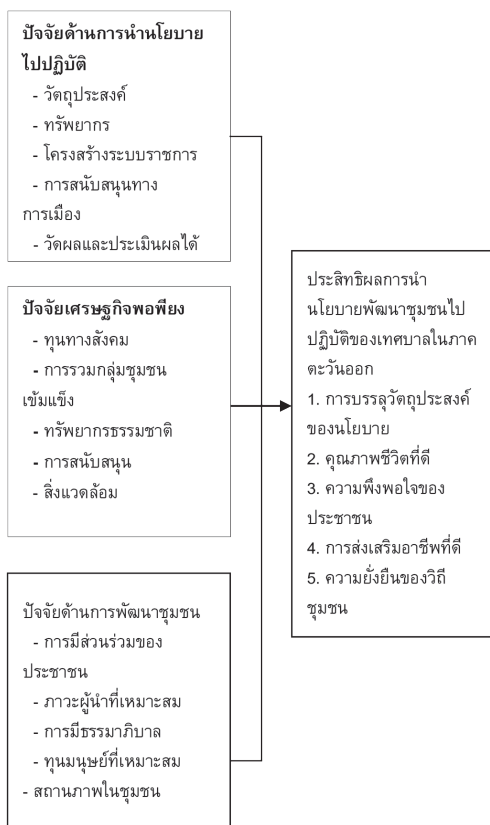 ปัจจัยด้านการนำนโยบาย
ไปปฏิบัติ
- วัตถุประสงค์
- ทรัพยากร
- โครงสร้างระบบราชการ
- การสนับสนุนทาง
การเมือง
- วัดผลและประเมินผลได้
ปัจจัยเศรษฐกิจพอพียง
- ทุนทางสังคม
- การรวมกลุ่มชุมชน
เข้มแข็ง
- ทรัพยากรธรรมชาติ
- การสนับสนุน
- สิ่งแวดล้อม
ปัจจัยด้านการพัฒนาชุมชน
- การมีส่วนร่วมของ
ประชาชน
- ภาวะผู้นำที่เหมาะสม
- การมีธรรมาภิบาล
- ทุนมนุษย์ที่เหมาะสม
- สถานภาพในชุมชน
ประสิทธิผลการนำ
นโยบายพัฒนาชุมชนไป
ปฏิบัติของเทศบาลในภาค
ตะวันออก
1. การบรรลุวัตถุประสงค์
ของนโยบาย
2. คุณภาพชีวิตที่ดี
3. ความพึงพอใจของ
ประชาชน
4. การส่งเสริมอาชีพที่ดี
5. ความยั่งยืนของวิถี
ชุมชน